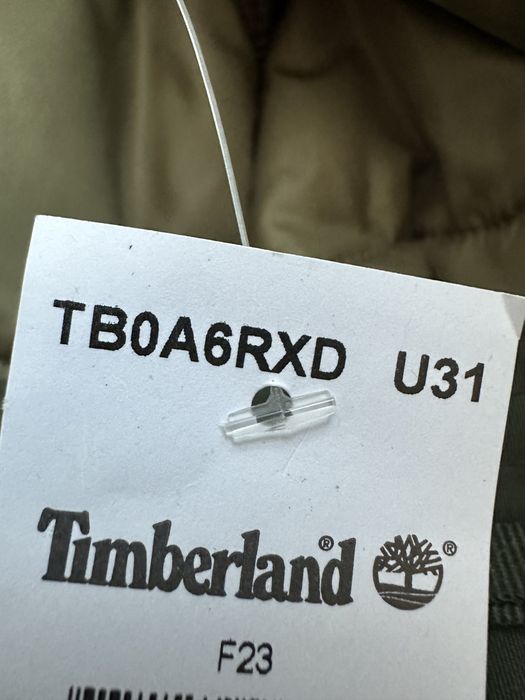 TB0A6RXD U31
Timberland® ®
F23